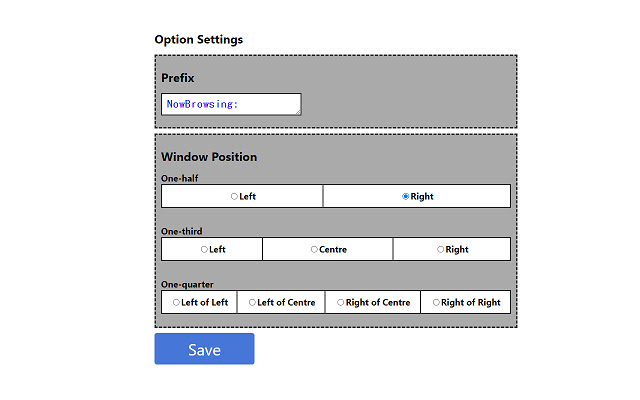 Option Settings
Prefix
NowBrowsing:
Window Position
One-half
Left Right
One-third
Left Centre Right
One-quarter
Left of Left Left of Centre Right of Centre Right of Right
Save